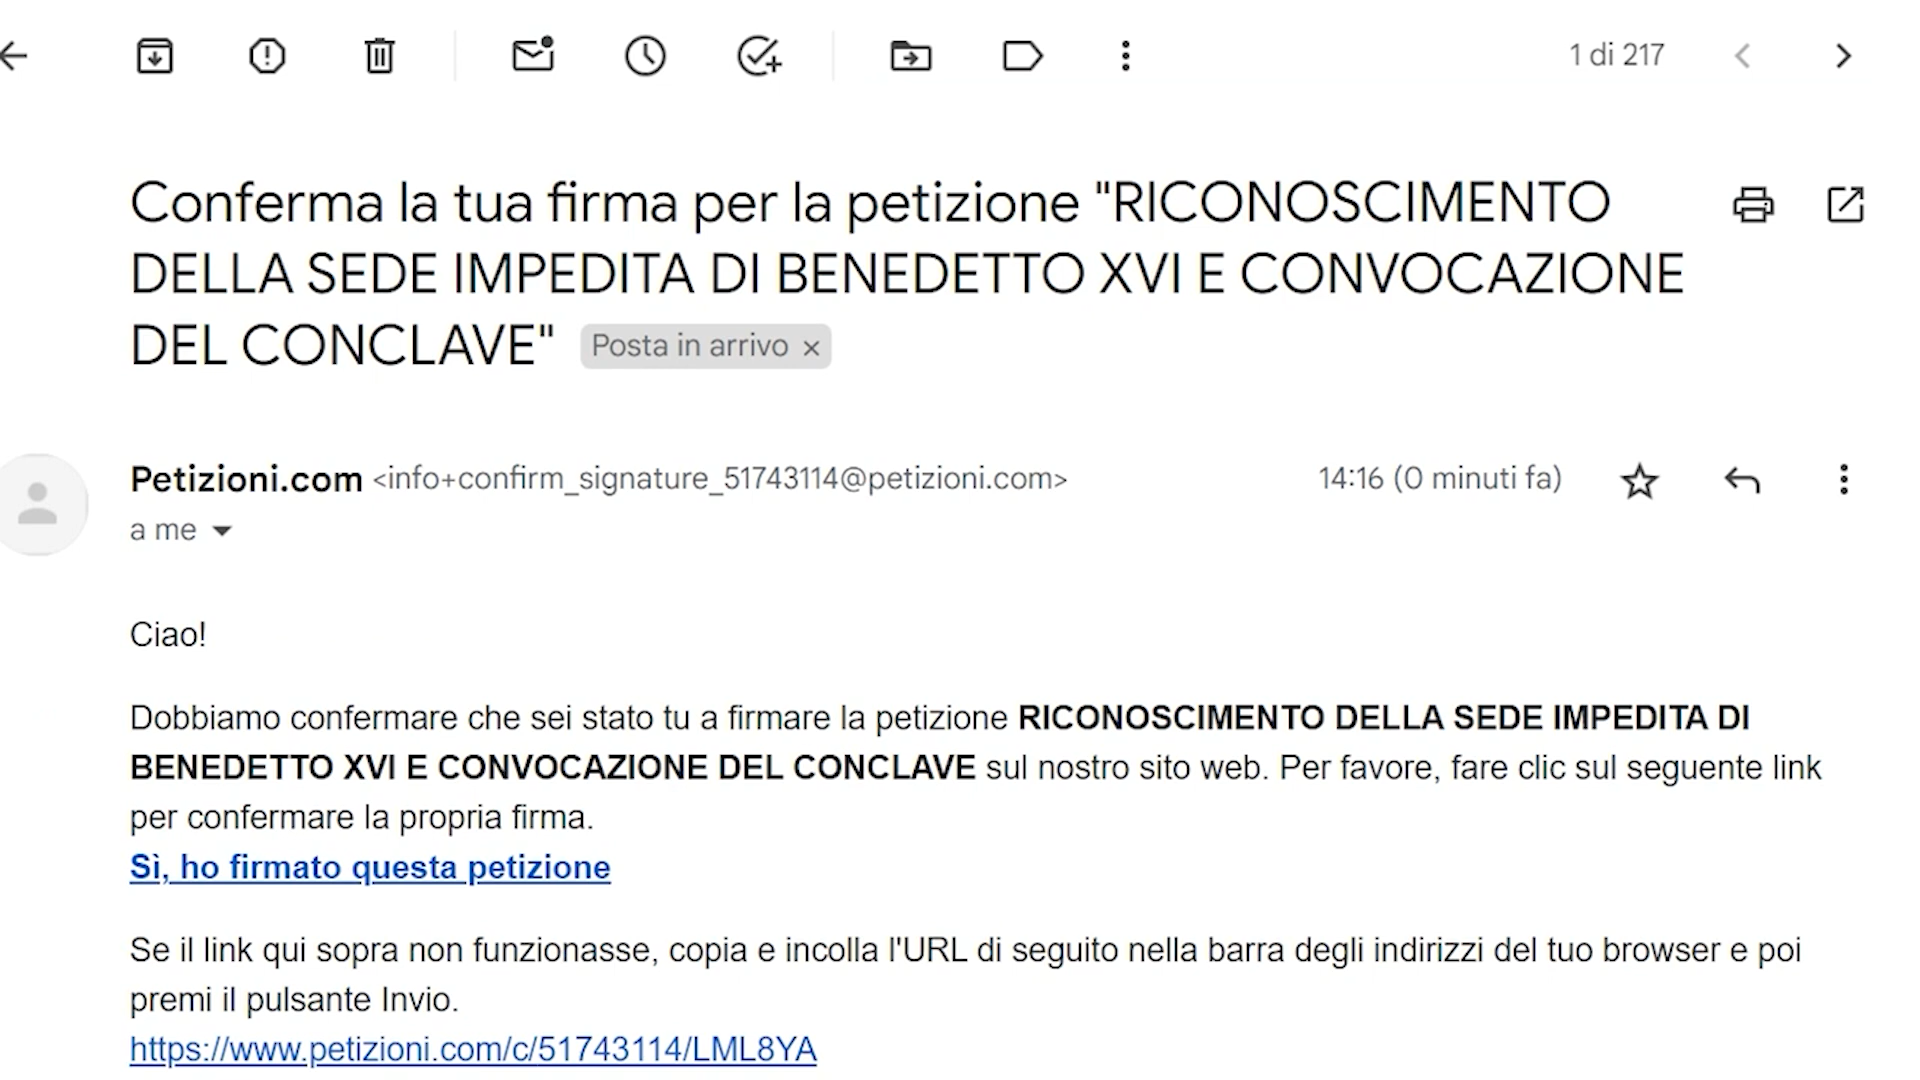 1 di 217
Conferma la tua firma per la petizione "RICONOSCIMENTO
DELLA SEDE IMPEDITA DI BENEDETTO XVI E CONVOCAZIONE
DEL CONCLAVE" Posta in arrivo ×
Petizioni.com <info+confirm_signature_51743114@petizioni.com> 14:16 (0 minuti fa)
a me
Ciao!
Dobbiamo confermare che sei stato tu a firmare la petizione RICONOSCIMENTO DELLA SEDE IMPEDITA DI
BENEDETTO XVI E CONVOCAZIONE DEL CONCLAVE sul nostro sito web. Per favore, fare clic sul seguente link
per confermare la propria firma.
Sì, ho firmato questa petizione
Se il link qui sopra non funzionasse, copia e incolla l'URL di seguito nella barra degli indirizzi del tuo browser e poi
premi il pulsante Invio.
https://www.petizioni.com/c/51743114/LML8YA